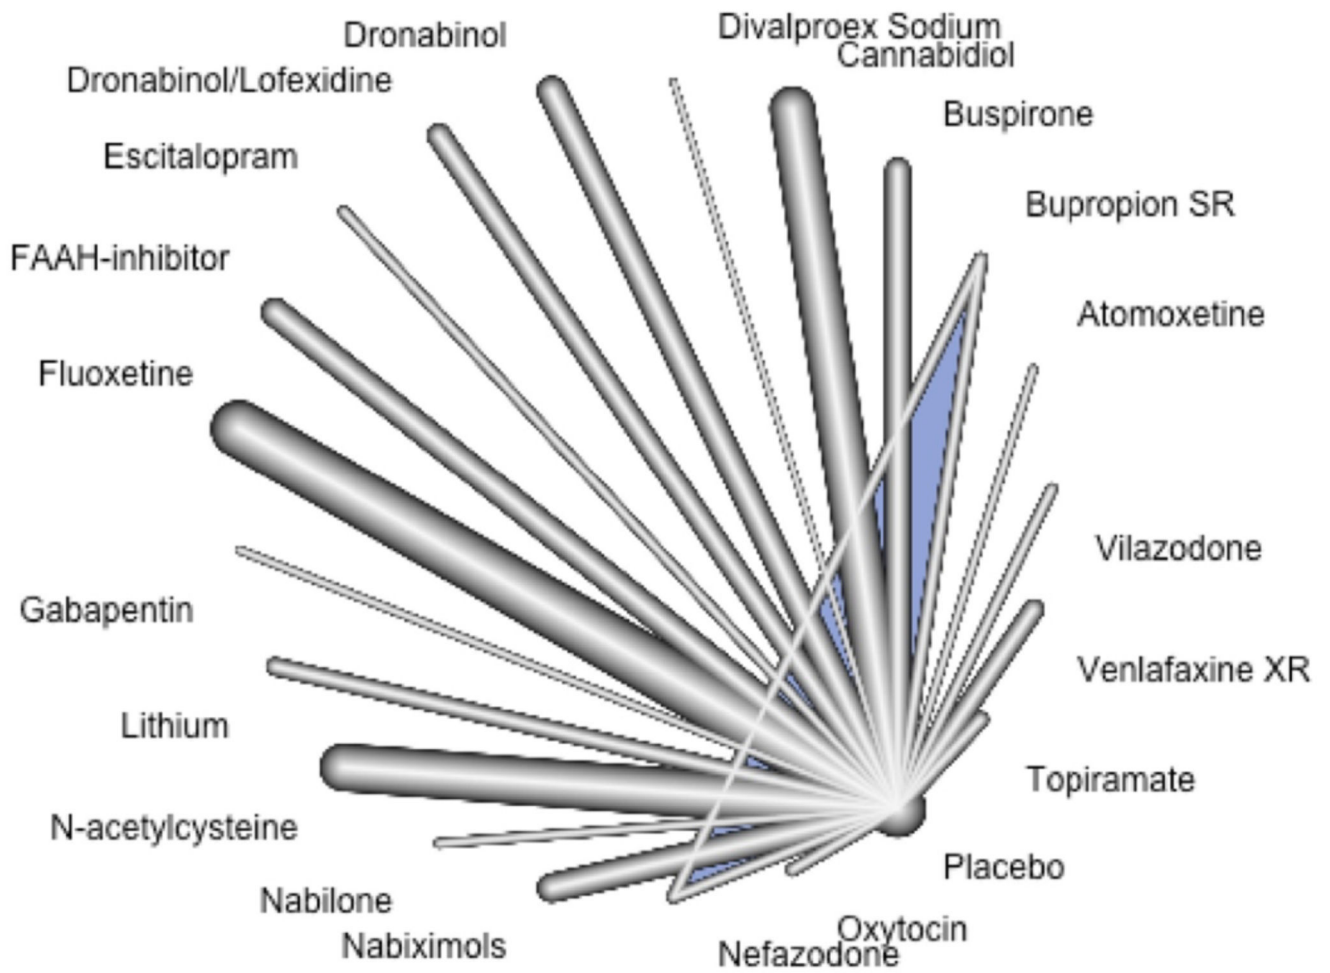 Divalproex Sodium
Dronabinol
Cannabidiol
Dronabinol/Lofexidine
Buspirone
Escitalopram
Bupropion SR
FAAH-inhibitor
Atomoxetine
Fluoxetine
Vilazodone
Gabapentin
Venlafaxine XR
Lithium
Topiramate
N-acetylcysteine
Placebo
Nabilone
Oxytocin
Nabiximols
Nefazodone